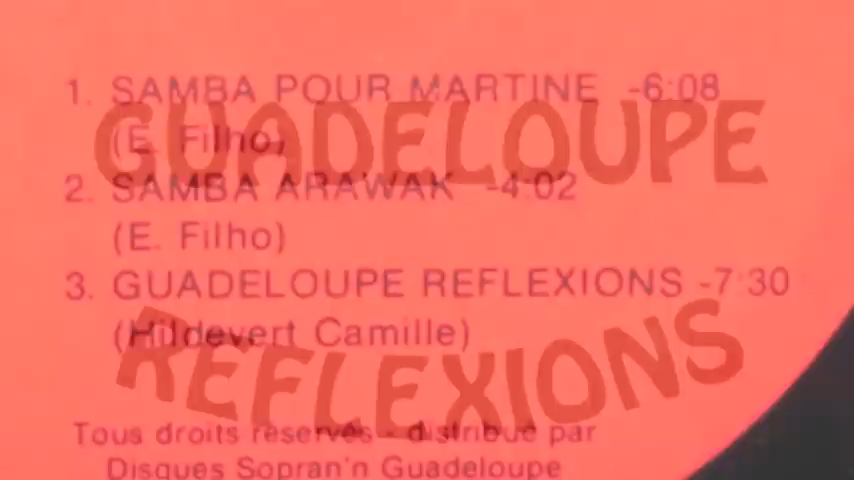 1. SAMBA POUR MARTINE -6:08
GUADELOUPE
(E. Filho)
2. SAMBA ARAWAK -4:02
(E. Filho)
3. GUADELOUPE REFLEXIONS -7:30
(Hildevert Camille)
REFLEXIONS
Tous droits réservés - distribué par
Disques Sopran'n Guadeloupe